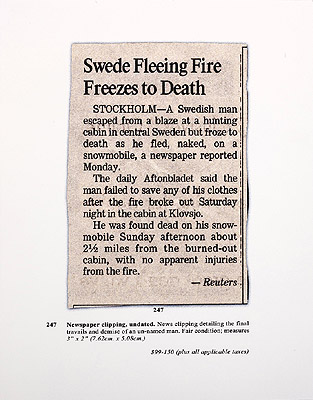 Swede Fleeing Fire
Freezes to Death
STOCKHOLM—A Swedish man
escaped from a blaze at a hunting
cabin in central Sweden but froze to
death as he fled, naked, on a
snowmobile, a newspaper reported
Monday.
The daily Aftonbladet said the
man failed to save any of his clothes
after the fire broke out Saturday
night in the cabin at Klovsjo.
He was found dead on his snow-
mobile Sunday afternoon about
2½ miles from the burned-out
cabin, with no apparent injuries
from the fire.
— Reuters
247
247 Newspaper clipping, undated. News clipping detailing the final
travails and demise of an un-named man. Fair condition; measures
3" x 2" (7.62cm. x 5.08cm.)
$99-150 (plus all applicable taxes)